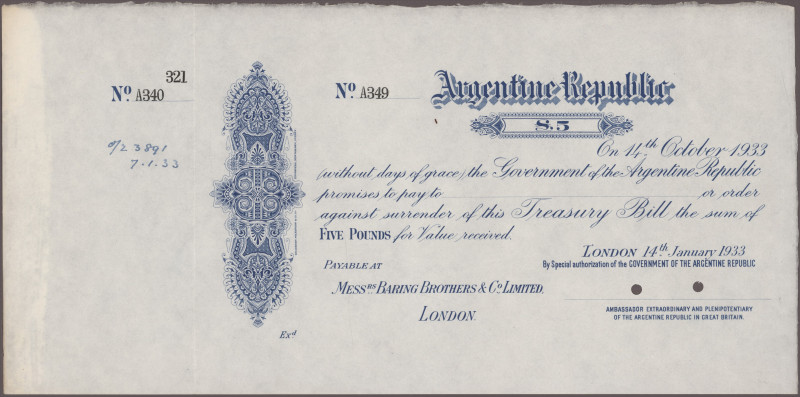 321
Nº A340
o/2 3891
7.1.33
Nº A349
Argentine Republic
S. 5
On 14th October 1933
(without days of grace), the Government of the Argentine Republic
promises to pay to or order
against surrender of this Treasury Bill the sum of
FIVE POUNDS for Value received.
LONDON 14th January 1933
By Special authorization of the GOVERNMENT OF THE ARGENTINE REPUBLIC
PAYABLE AT
MESSRS BARING BROTHERS & Co LIMITED,
LONDON.
AMBASSADOR EXTRAORDINARY AND PLENIPOTENTIARY
OF THE ARGENTINE REPUBLIC IN GREAT BRITAIN.
Exd